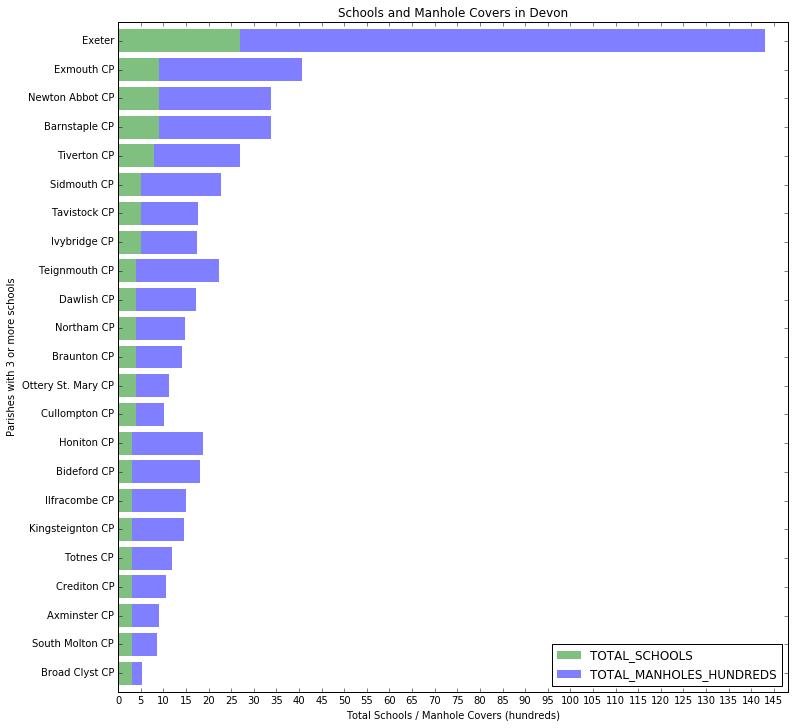 Schools and Manhole Covers in Devon
Parishes with 3 or more schools
Exeter
Exmouth CP
Newton Abbot CP
Barnstaple CP
Tiverton CP
Sidmouth CP
Tavistock CP
Ivybridge CP
Teignmouth CP
Dawlish CP
Northam CP
Braunton CP
Ottery St. Mary CP
Cullompton CP
Honiton CP
Bideford CP
Ilfracombe CP
Kingsteignton CP
Totnes CP
Crediton CP
Axminster CP
South Molton CP
Broad Clyst CP
TOTAL_SCHOOLS
TOTAL_MANHOLES_HUNDREDS
0 5 10 15 20 25 30 35 40 45 50 55 60 65 70 75 80 85 90 95 100 105 110 115 120 125 130 135 140 145
Total Schools / Manhole Covers (hundreds)